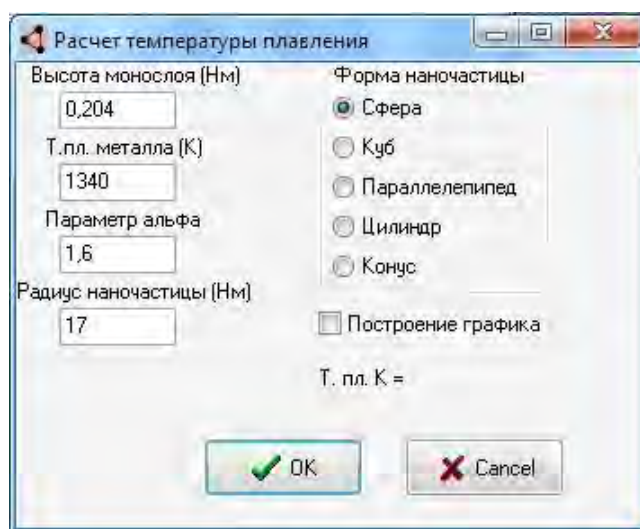 Расчет температуры плавления
Высота монослоя (Нм)
0,204
Т.пл. металла (К)
1340
Параметр альфа
1,6
Радиус наночастицы (Нм)
17
Форма наночастицы
Сфера
Куб
Параллелепипед
Цилиндр
Конус
Построение графика
Т. пл. К =
OK
Cancel